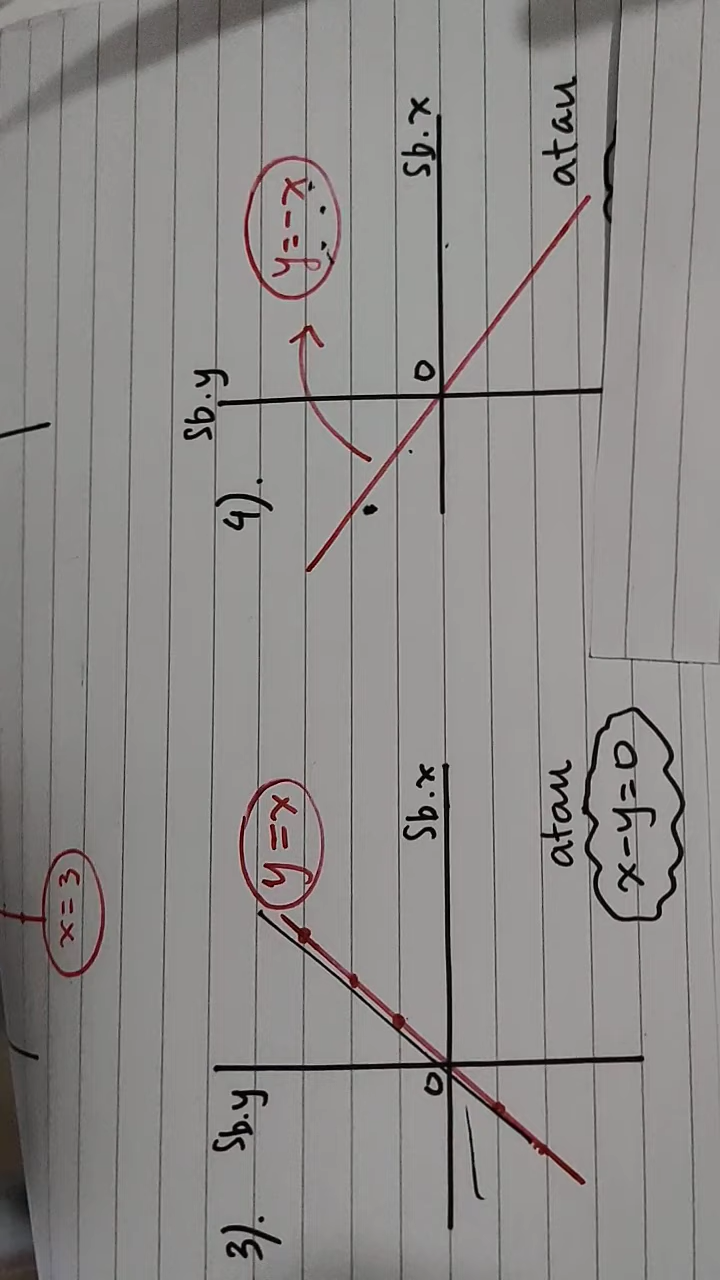 x = 3
3).
Sb.y
y = x
Sb.x
0
atau
x - y = 0
4).
Sb.y
y = -x
Sb.x
0
atau